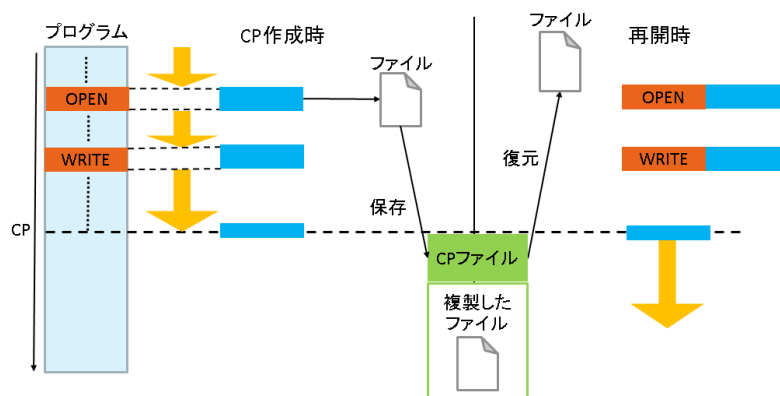 プログラム
CP作成時
再開時
ファイル
ファイル
OPEN
OPEN
WRITE
WRITE
復元
保存
CP
CPファイル
複製した
ファイル